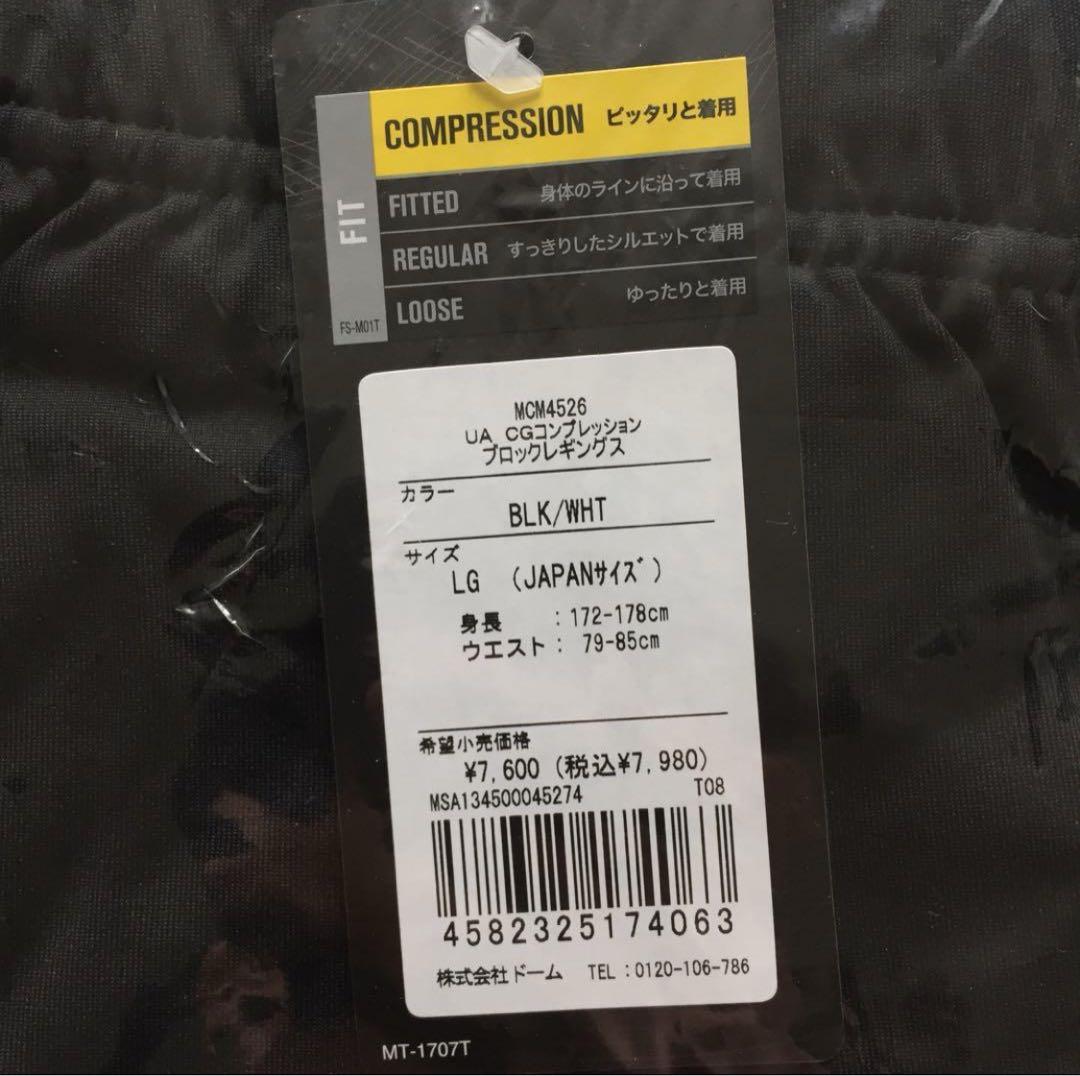 COMPRESSION ピッタリと着用
FIT
FITTED 身体のラインに沿って着用
REGULAR すっきりしたシルエットで着用
LOOSE ゆったりと着用
FS-M01T
MCM4526
UA CGコンプレッション
ブロックレギングス
カラー
BLK/WHT
サイズ
LG (JAPANｻｲｽﾞ)
身長 : 172-178cm
ウエスト : 79-85cm
希望小売価格
¥7,600 (税込¥7,980)
MSA134500045274 T08
4582325174063
株式会社ドーム TEL : 0120-106-786
MT-1707T